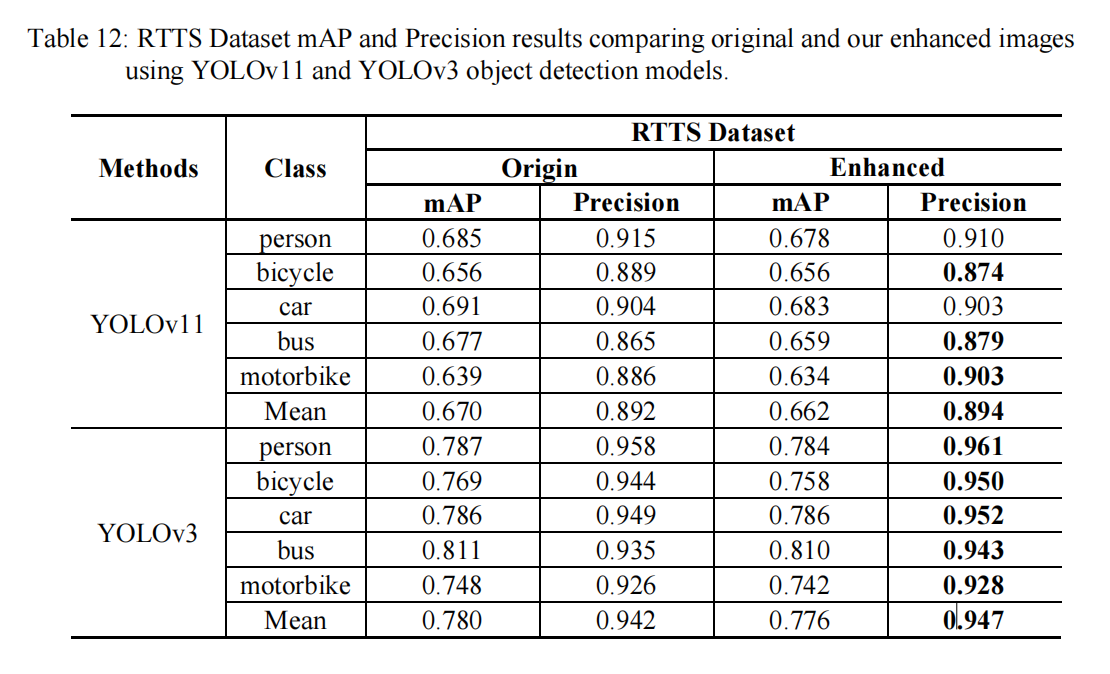 Table 12: RTTS Dataset mAP and Precision results comparing original and our enhanced images
using YOLOv11 and YOLOv3 object detection models.
Methods Class RTTS Dataset
Origin Enhanced
mAP Precision mAP Precision
YOLOv11
person 0.685 0.915 0.678 0.910
bicycle 0.656 0.889 0.656 0.874
car 0.691 0.904 0.683 0.903
bus 0.677 0.865 0.659 0.879
motorbike 0.639 0.886 0.634 0.903
Mean 0.670 0.892 0.662 0.894
YOLOv3
person 0.787 0.958 0.784 0.961
bicycle 0.769 0.944 0.758 0.950
car 0.786 0.949 0.786 0.952
bus 0.811 0.935 0.810 0.943
motorbike 0.748 0.926 0.742 0.928
Mean 0.780 0.942 0.776 0.947